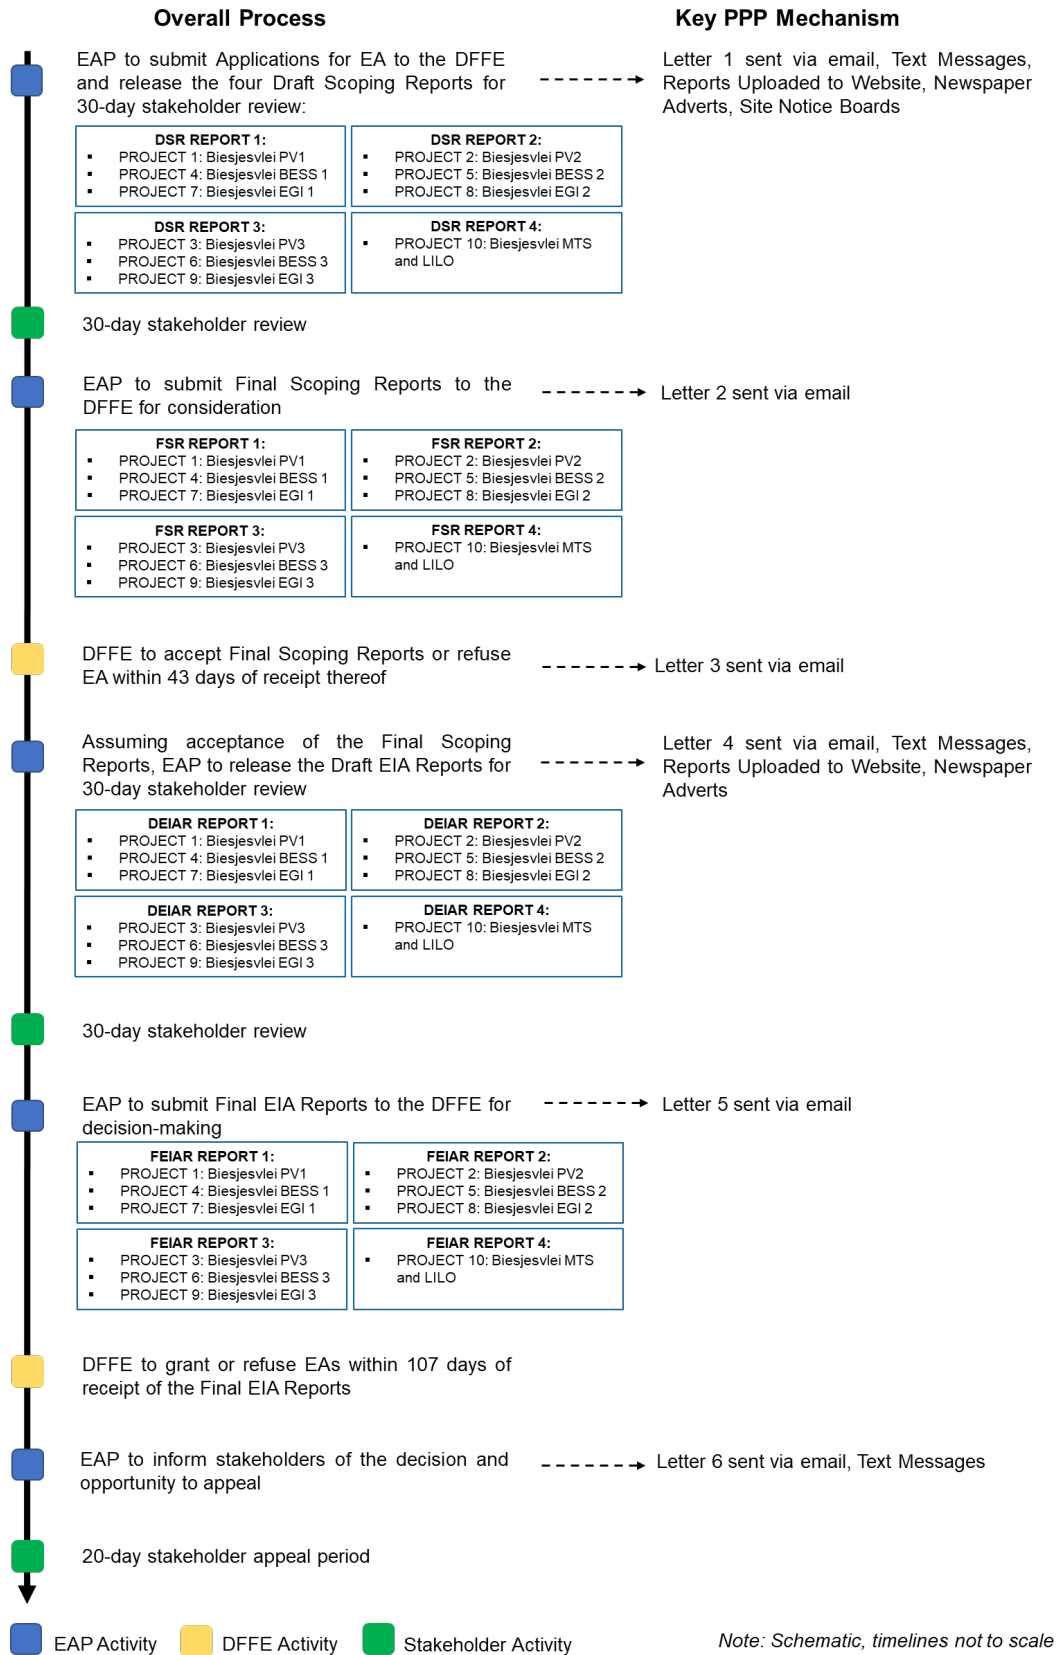 Overall Process
Key PPP Mechanism
EAP to submit Applications for EA to the DFFE
and release the four Draft Scoping Reports for
30-day stakeholder review:
Letter 1 sent via email, Text Messages,
Reports Uploaded to Website, Newspaper
Adverts, Site Notice Boards
DSR REPORT 1:
▪ PROJECT 1: Biesjesvlei PV1
▪ PROJECT 4: Biesjesvlei BESS 1
▪ PROJECT 7: Biesjesvlei EGI 1
DSR REPORT 2:
▪ PROJECT 2: Biesjesvlei PV2
▪ PROJECT 5: Biesjesvlei BESS 2
▪ PROJECT 8: Biesjesvlei EGI 2
DSR REPORT 3:
▪ PROJECT 3: Biesjesvlei PV3
▪ PROJECT 6: Biesjesvlei BESS 3
▪ PROJECT 9: Biesjesvlei EGI 3
DSR REPORT 4:
▪ PROJECT 10: Biesjesvlei MTS
and LILO
30-day stakeholder review
EAP to submit Final Scoping Reports to the
DFFE for consideration
Letter 2 sent via email
FSR REPORT 1:
▪ PROJECT 1: Biesjesvlei PV1
▪ PROJECT 4: Biesjesvlei BESS 1
▪ PROJECT 7: Biesjesvlei EGI 1
FSR REPORT 2:
▪ PROJECT 2: Biesjesvlei PV2
▪ PROJECT 5: Biesjesvlei BESS 2
▪ PROJECT 8: Biesjesvlei EGI 2
FSR REPORT 3:
▪ PROJECT 3: Biesjesvlei PV3
▪ PROJECT 6: Biesjesvlei BESS 3
▪ PROJECT 9: Biesjesvlei EGI 3
FSR REPORT 4:
▪ PROJECT 10: Biesjesvlei MTS
and LILO
DFFE to accept Final Scoping Reports or refuse
EA within 43 days of receipt thereof
Letter 3 sent via email
Assuming acceptance of the Final Scoping
Reports, EAP to release the Draft EIA Reports for
30-day stakeholder review
Letter 4 sent via email, Text Messages,
Reports Uploaded to Website, Newspaper
Adverts
DEIAR REPORT 1:
▪ PROJECT 1: Biesjesvlei PV1
▪ PROJECT 4: Biesjesvlei BESS 1
▪ PROJECT 7: Biesjesvlei EGI 1
DEIAR REPORT 2:
▪ PROJECT 2: Biesjesvlei PV2
▪ PROJECT 5: Biesjesvlei BESS 2
▪ PROJECT 8: Biesjesvlei EGI 2
DEIAR REPORT 3:
▪ PROJECT 3: Biesjesvlei PV3
▪ PROJECT 6: Biesjesvlei BESS 3
▪ PROJECT 9: Biesjesvlei EGI 3
DEIAR REPORT 4:
▪ PROJECT 10: Biesjesvlei MTS
and LILO
30-day stakeholder review
EAP to submit Final EIA Reports to the DFFE for
decision-making
Letter 5 sent via email
FEIAR REPORT 1:
▪ PROJECT 1: Biesjesvlei PV1
▪ PROJECT 4: Biesjesvlei BESS 1
▪ PROJECT 7: Biesjesvlei EGI 1
FEIAR REPORT 2:
▪ PROJECT 2: Biesjesvlei PV2
▪ PROJECT 5: Biesjesvlei BESS 2
▪ PROJECT 8: Biesjesvlei EGI 2
FEIAR REPORT 3:
▪ PROJECT 3: Biesjesvlei PV3
▪ PROJECT 6: Biesjesvlei BESS 3
▪ PROJECT 9: Biesjesvlei EGI 3
FEIAR REPORT 4:
▪ PROJECT 10: Biesjesvlei MTS
and LILO
DFFE to grant or refuse EAs within 107 days of
receipt of the Final EIA Reports
EAP to inform stakeholders of the decision and
opportunity to appeal
Letter 6 sent via email, Text Messages
20-day stakeholder appeal period
EAP Activity
DFFE Activity
Stakeholder Activity
Note: Schematic, timelines not to scale